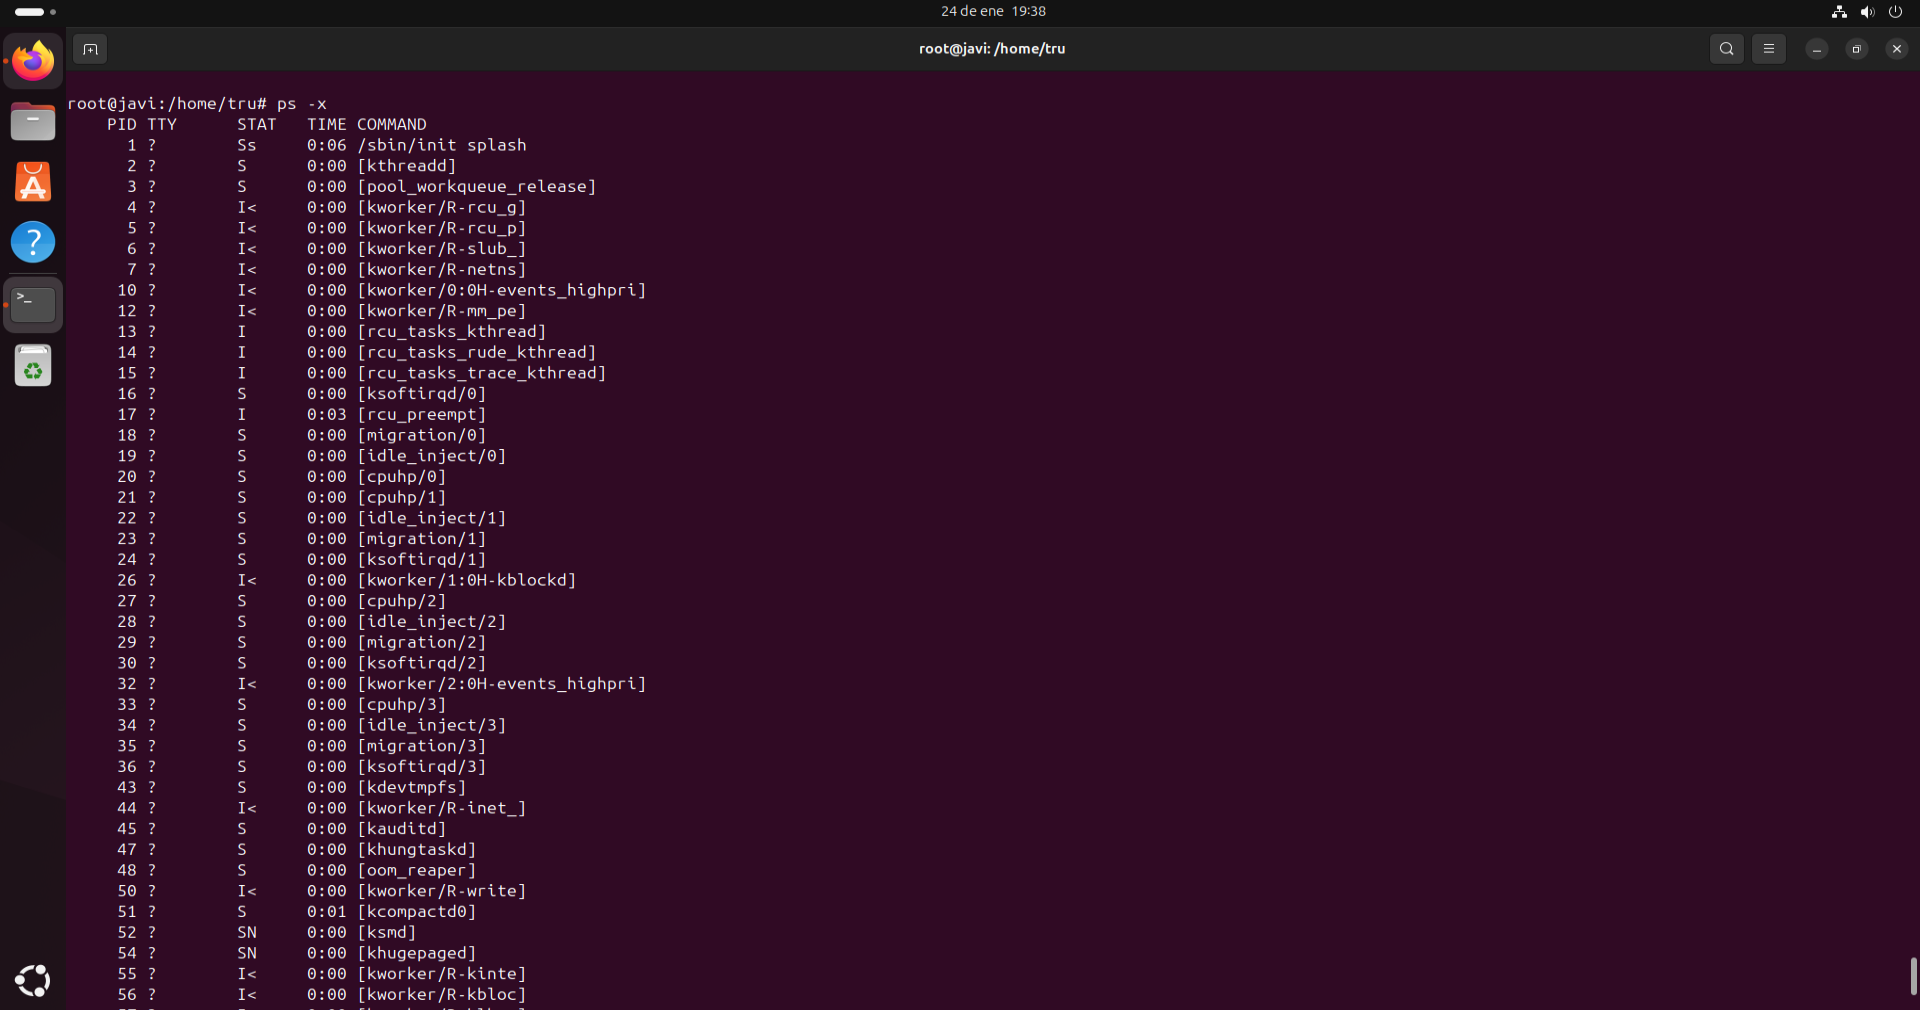 24 de ene 19:38
root@javi: /home/tru
root@javi:/home/tru# ps -x
PID TTY STAT TIME COMMAND
1 ? Ss 0:06 /sbin/init splash
2 ? S 0:00 [kthreadd]
3 ? S 0:00 [pool_workqueue_release]
4 ? I< 0:00 [kworker/R-rcu_g]
5 ? I< 0:00 [kworker/R-rcu_p]
6 ? I< 0:00 [kworker/R-slub_]
7 ? I< 0:00 [kworker/R-netns]
10 ? I< 0:00 [kworker/0:0H-events_highpri]
12 ? I< 0:00 [kworker/R-mm_pe]
13 ? I 0:00 [rcu_tasks_kthread]
14 ? I 0:00 [rcu_tasks_rude_kthread]
15 ? I 0:00 [rcu_tasks_trace_kthread]
16 ? S 0:00 [ksoftirqd/0]
17 ? I 0:03 [rcu_preempt]
18 ? S 0:00 [migration/0]
19 ? S 0:00 [idle_inject/0]
20 ? S 0:00 [cpuhp/0]
21 ? S 0:00 [cpuhp/1]
22 ? S 0:00 [idle_inject/1]
23 ? S 0:00 [migration/1]
24 ? S 0:00 [ksoftirqd/1]
26 ? I< 0:00 [kworker/1:0H-kblockd]
27 ? S 0:00 [cpuhp/2]
28 ? S 0:00 [idle_inject/2]
29 ? S 0:00 [migration/2]
30 ? S 0:00 [ksoftirqd/2]
32 ? I< 0:00 [kworker/2:0H-events_highpri]
33 ? S 0:00 [cpuhp/3]
34 ? S 0:00 [idle_inject/3]
35 ? S 0:00 [migration/3]
36 ? S 0:00 [ksoftirqd/3]
43 ? S 0:00 [kdevtmpfs]
44 ? I< 0:00 [kworker/R-inet_]
45 ? S 0:00 [kauditd]
47 ? S 0:00 [khungtaskd]
48 ? S 0:00 [oom_reaper]
50 ? I< 0:00 [kworker/R-write]
51 ? S 0:01 [kcompactd0]
52 ? SN 0:00 [ksmd]
54 ? SN 0:00 [khugepaged]
55 ? I< 0:00 [kworker/R-kinte]
56 ? I< 0:00 [kworker/R-kbloc]